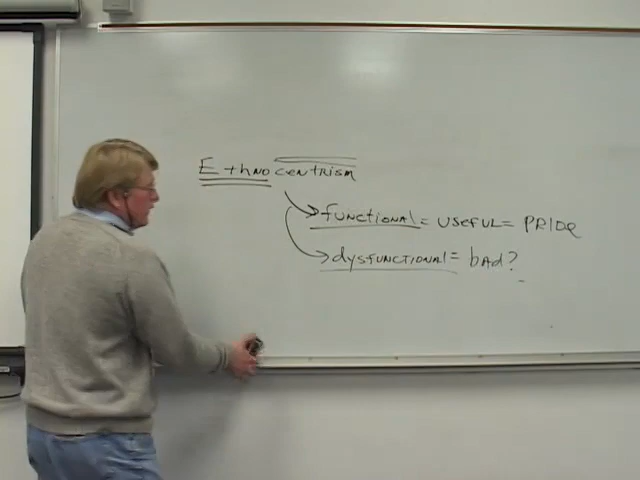 Ethnocentrism
functional = useful = PRIDE
dysfunctional = bad?